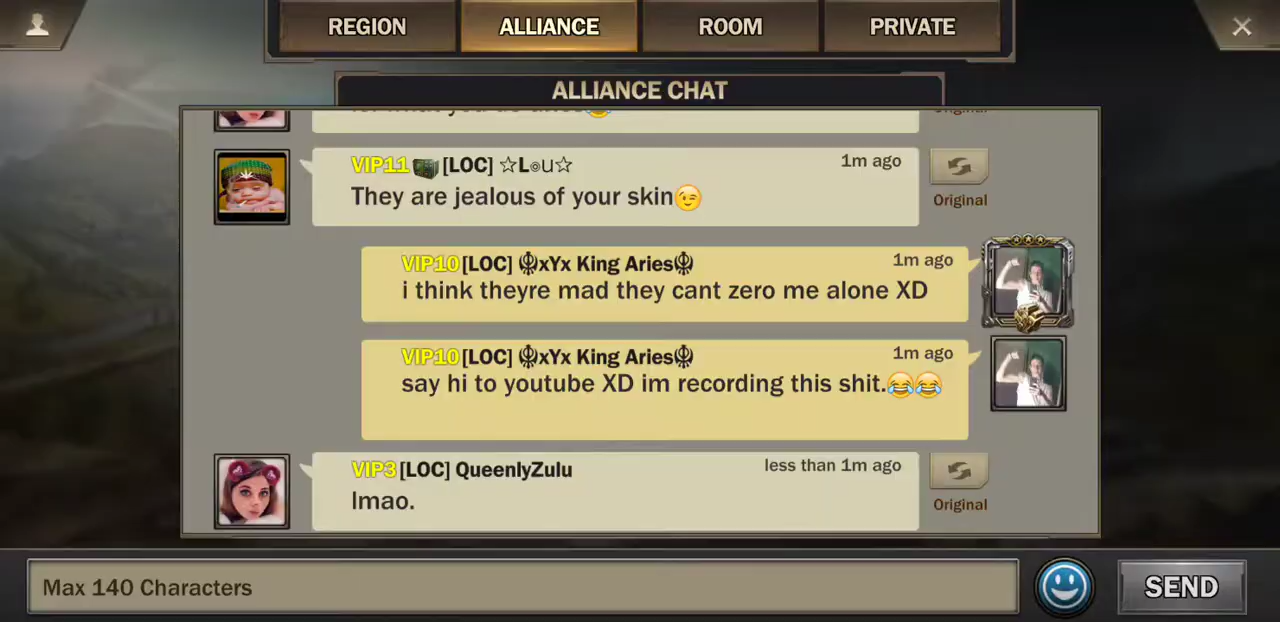 REGION
ALLIANCE
ROOM
PRIVATE
ALLIANCE CHAT
VIP11 [LOC] ☆L๏U☆
1m ago
They are jealous of your skin😉
Original
VIP10[LOC] ☬xYx King Aries☬
1m ago
i think theyre mad they cant zero me alone XD
VIP10[LOC] ☬xYx King Aries☬
1m ago
say hi to youtube XD im recording this shit.😂😂
VIP3[LOC] QueenlyZulu
less than 1m ago
lmao.
Original
Max 140 Characters
SEND